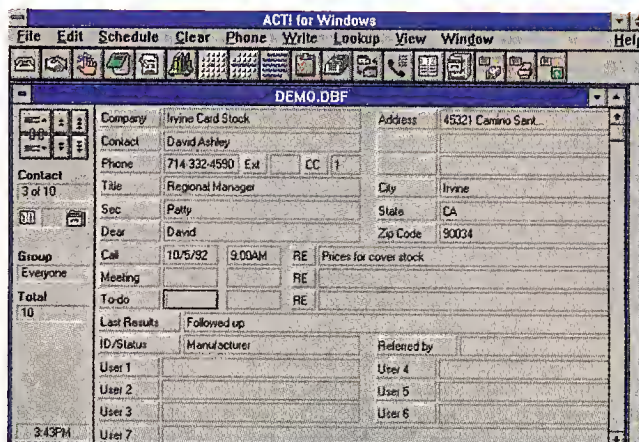 ACT! for Windows
File Edit Schedule Clear Phone Write Lookup View Window Help
DEMO.DBF
Company Irvine Card Stock Address 45321 Camino Sant...
Contact David Ashley
Phone 714-332-4590 Ext CC 1
Contact
3 of 10
Title Regional Manager City Irvine
Sec Patty State CA
Dear David Zip Code 90034
Group
Everyone
Call 10/5/92 9:00AM RE Prices for cover stock
Meeting RE
Total
10
To-do RE
Last Results Followed up
ID/Status Manufacturer Referred by
User 1 User 4
User 2 User 5
User 3 User 6
3:43PM User 7